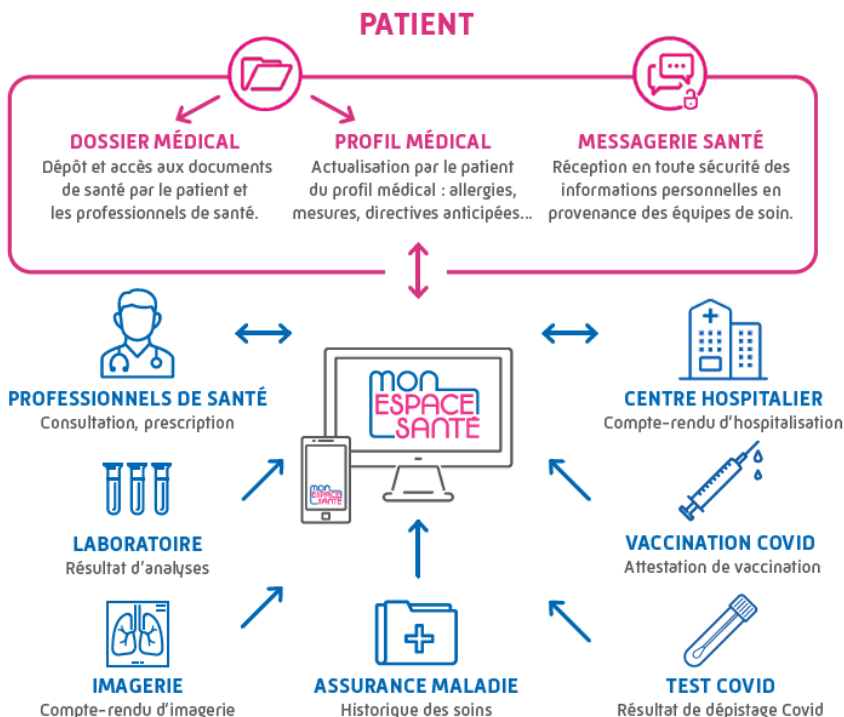 PATIENT
DOSSIER MÉDICAL
Dépôt et accès aux documents
de santé par le patient et
les professionnels de santé.
PROFIL MÉDICAL
Actualisation par le patient
du profil médical : allergies,
mesures, directives anticipées...
MESSAGERIE SANTÉ
Réception en toute sécurité des
informations personnelles en
provenance des équipes de soin.
PROFESSIONNELS DE SANTÉ
Consultation, prescription
mon
ESPACE
SANTÉ
mon
ESPACE
SANTÉ
CENTRE HOSPITALIER
Compte-rendu d'hospitalisation
LABORATOIRE
Résultat d'analyses
VACCINATION COVID
Attestation de vaccination
IMAGERIE
Compte-rendu d'imagerie
ASSURANCE MALADIE
Historique des soins
TEST COVID
Résultat de dépistage Covid